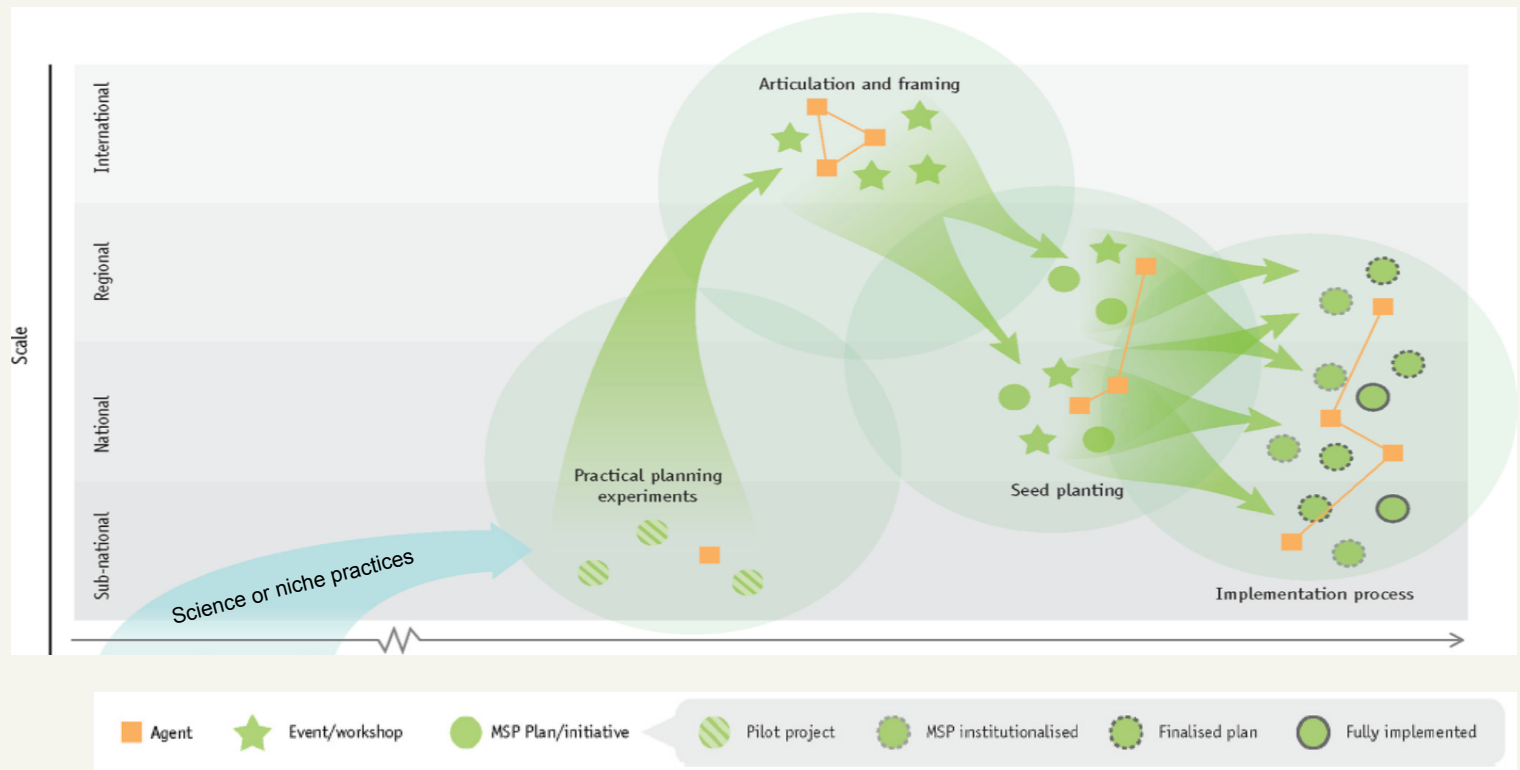 Scale
International
Regional
National
Sub-national
Articulation and framing
Practical planning
experiments
Seed planting
Implementation process
Science or niche practices
Agent
Event/workshop
MSP Plan/initiative
Pilot project
MSP institutionalised
Finalised plan
Fully implemented